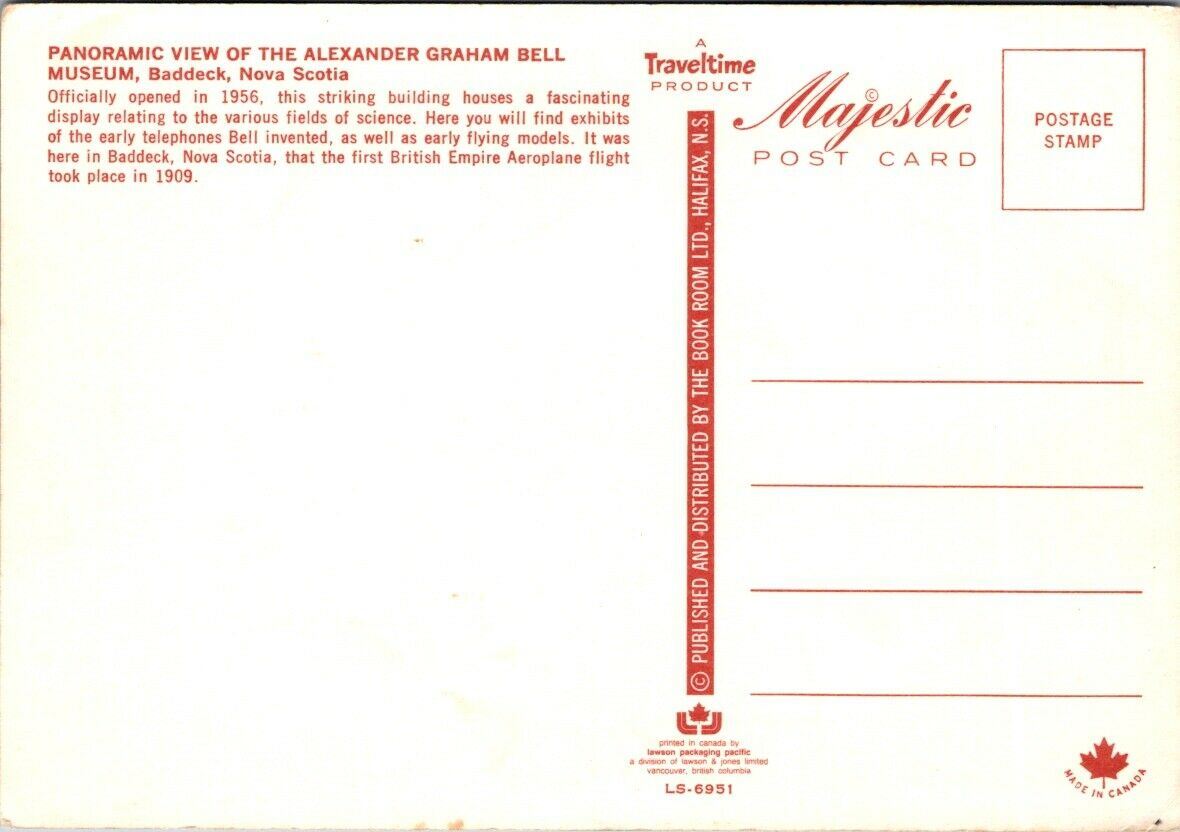 PANORAMIC VIEW OF THE ALEXANDER GRAHAM BELL
MUSEUM, Baddeck, Nova Scotia
Officially opened in 1956, this striking building houses a fascinating
display relating to the various fields of science. Here you will find exhibits
of the early telephones Bell invented, as well as early flying models. It was
here in Baddeck, Nova Scotia, that the first British Empire Aeroplane flight
took place in 1909.
A
Traveltime
PRODUCT
Majestic ©
POST CARD
POSTAGE
STAMP
© PUBLISHED AND DISTRIBUTED BY THE BOOK ROOM LTD., HALIFAX, N.S.
printed in canada by
lawson packaging pacific
a division of lawson & jones limited
vancouver, british columbia
LS-6951
MADE IN CANADA